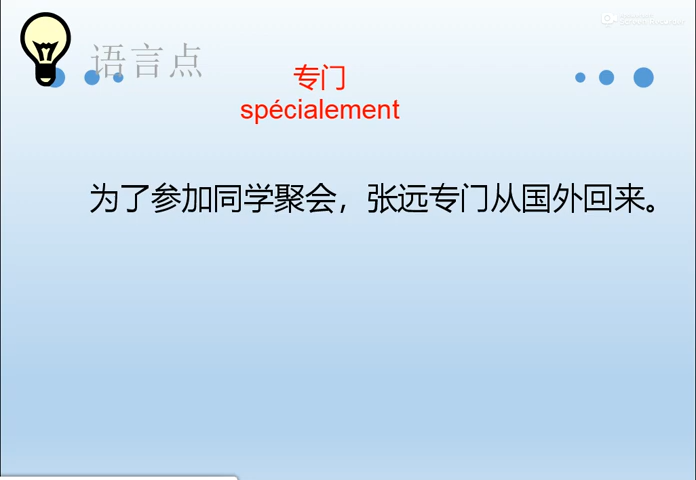 语言点
专门
spécialement
为了参加同学聚会，张远专门从国外回来。